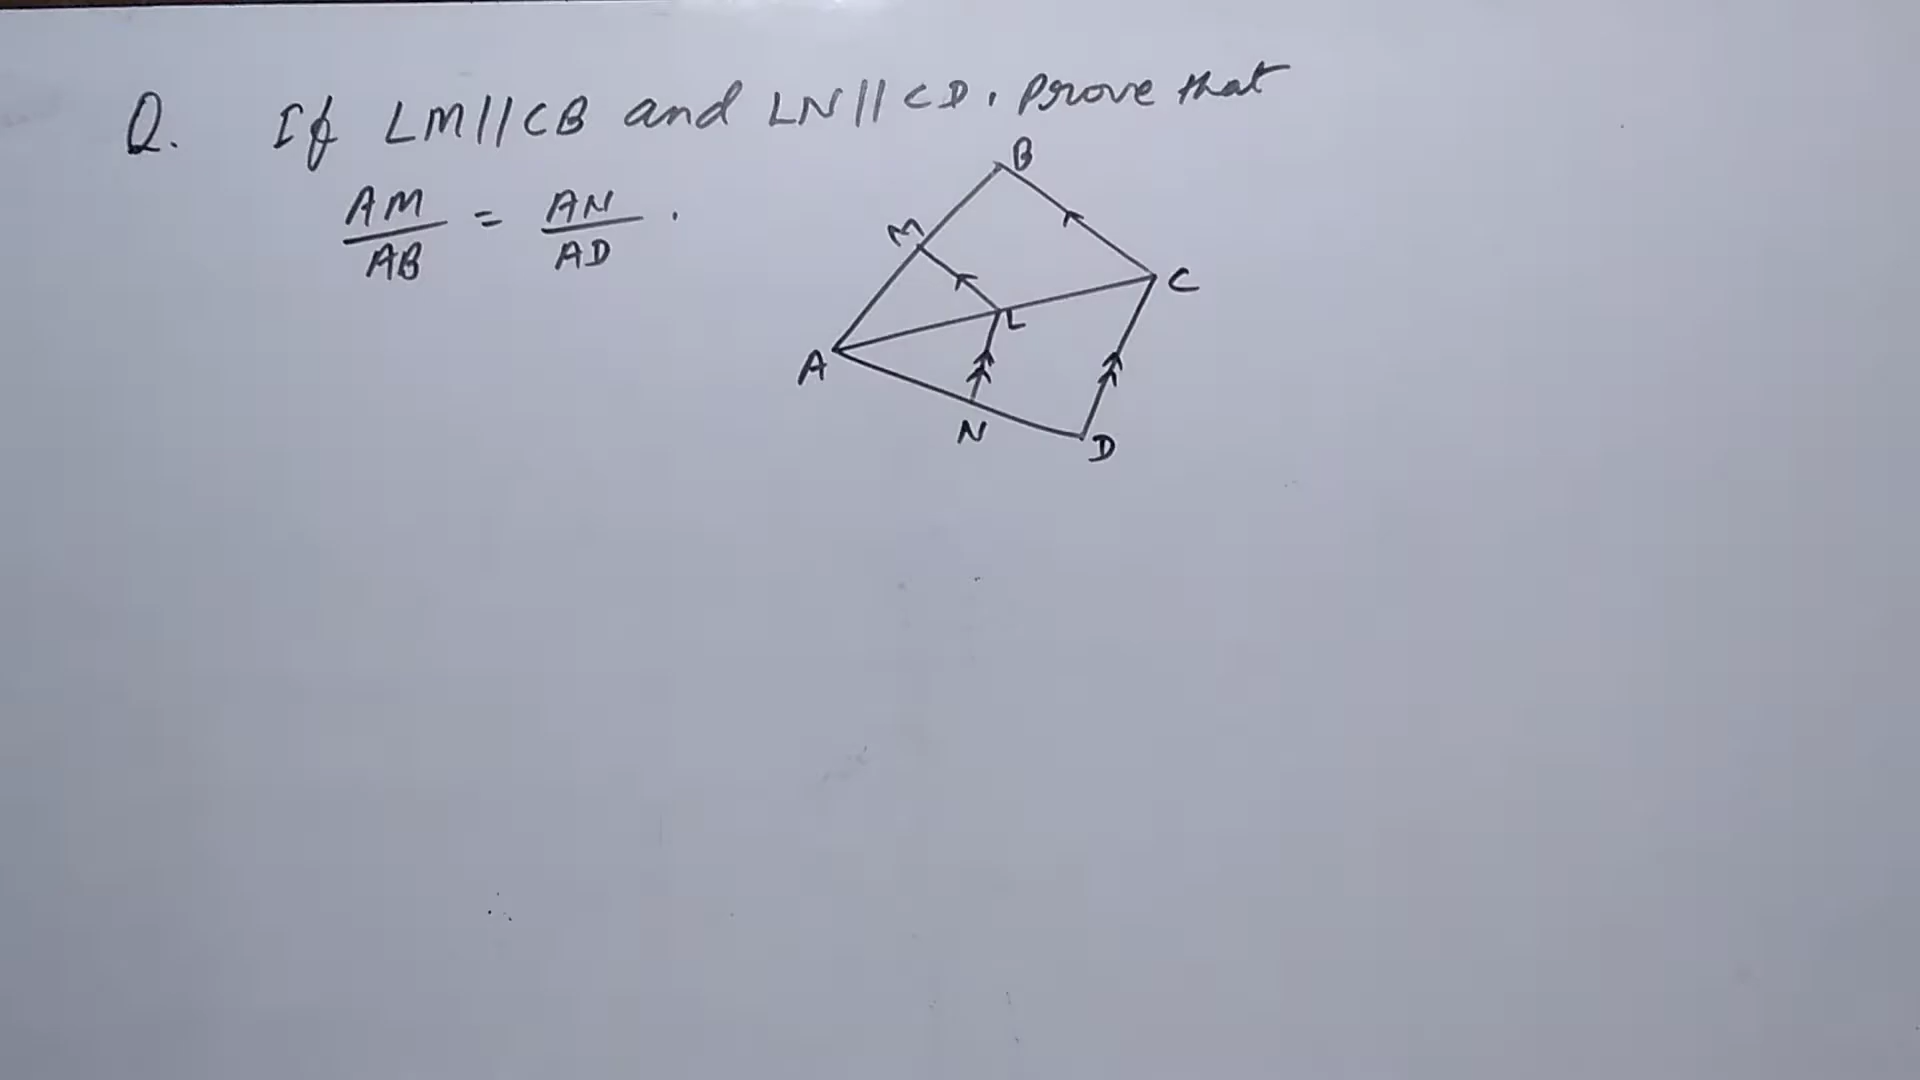 Q. If LM||CB and LN||CD, prove that
AM/AB = AN/AD.
B
M
C
L
A
N
D